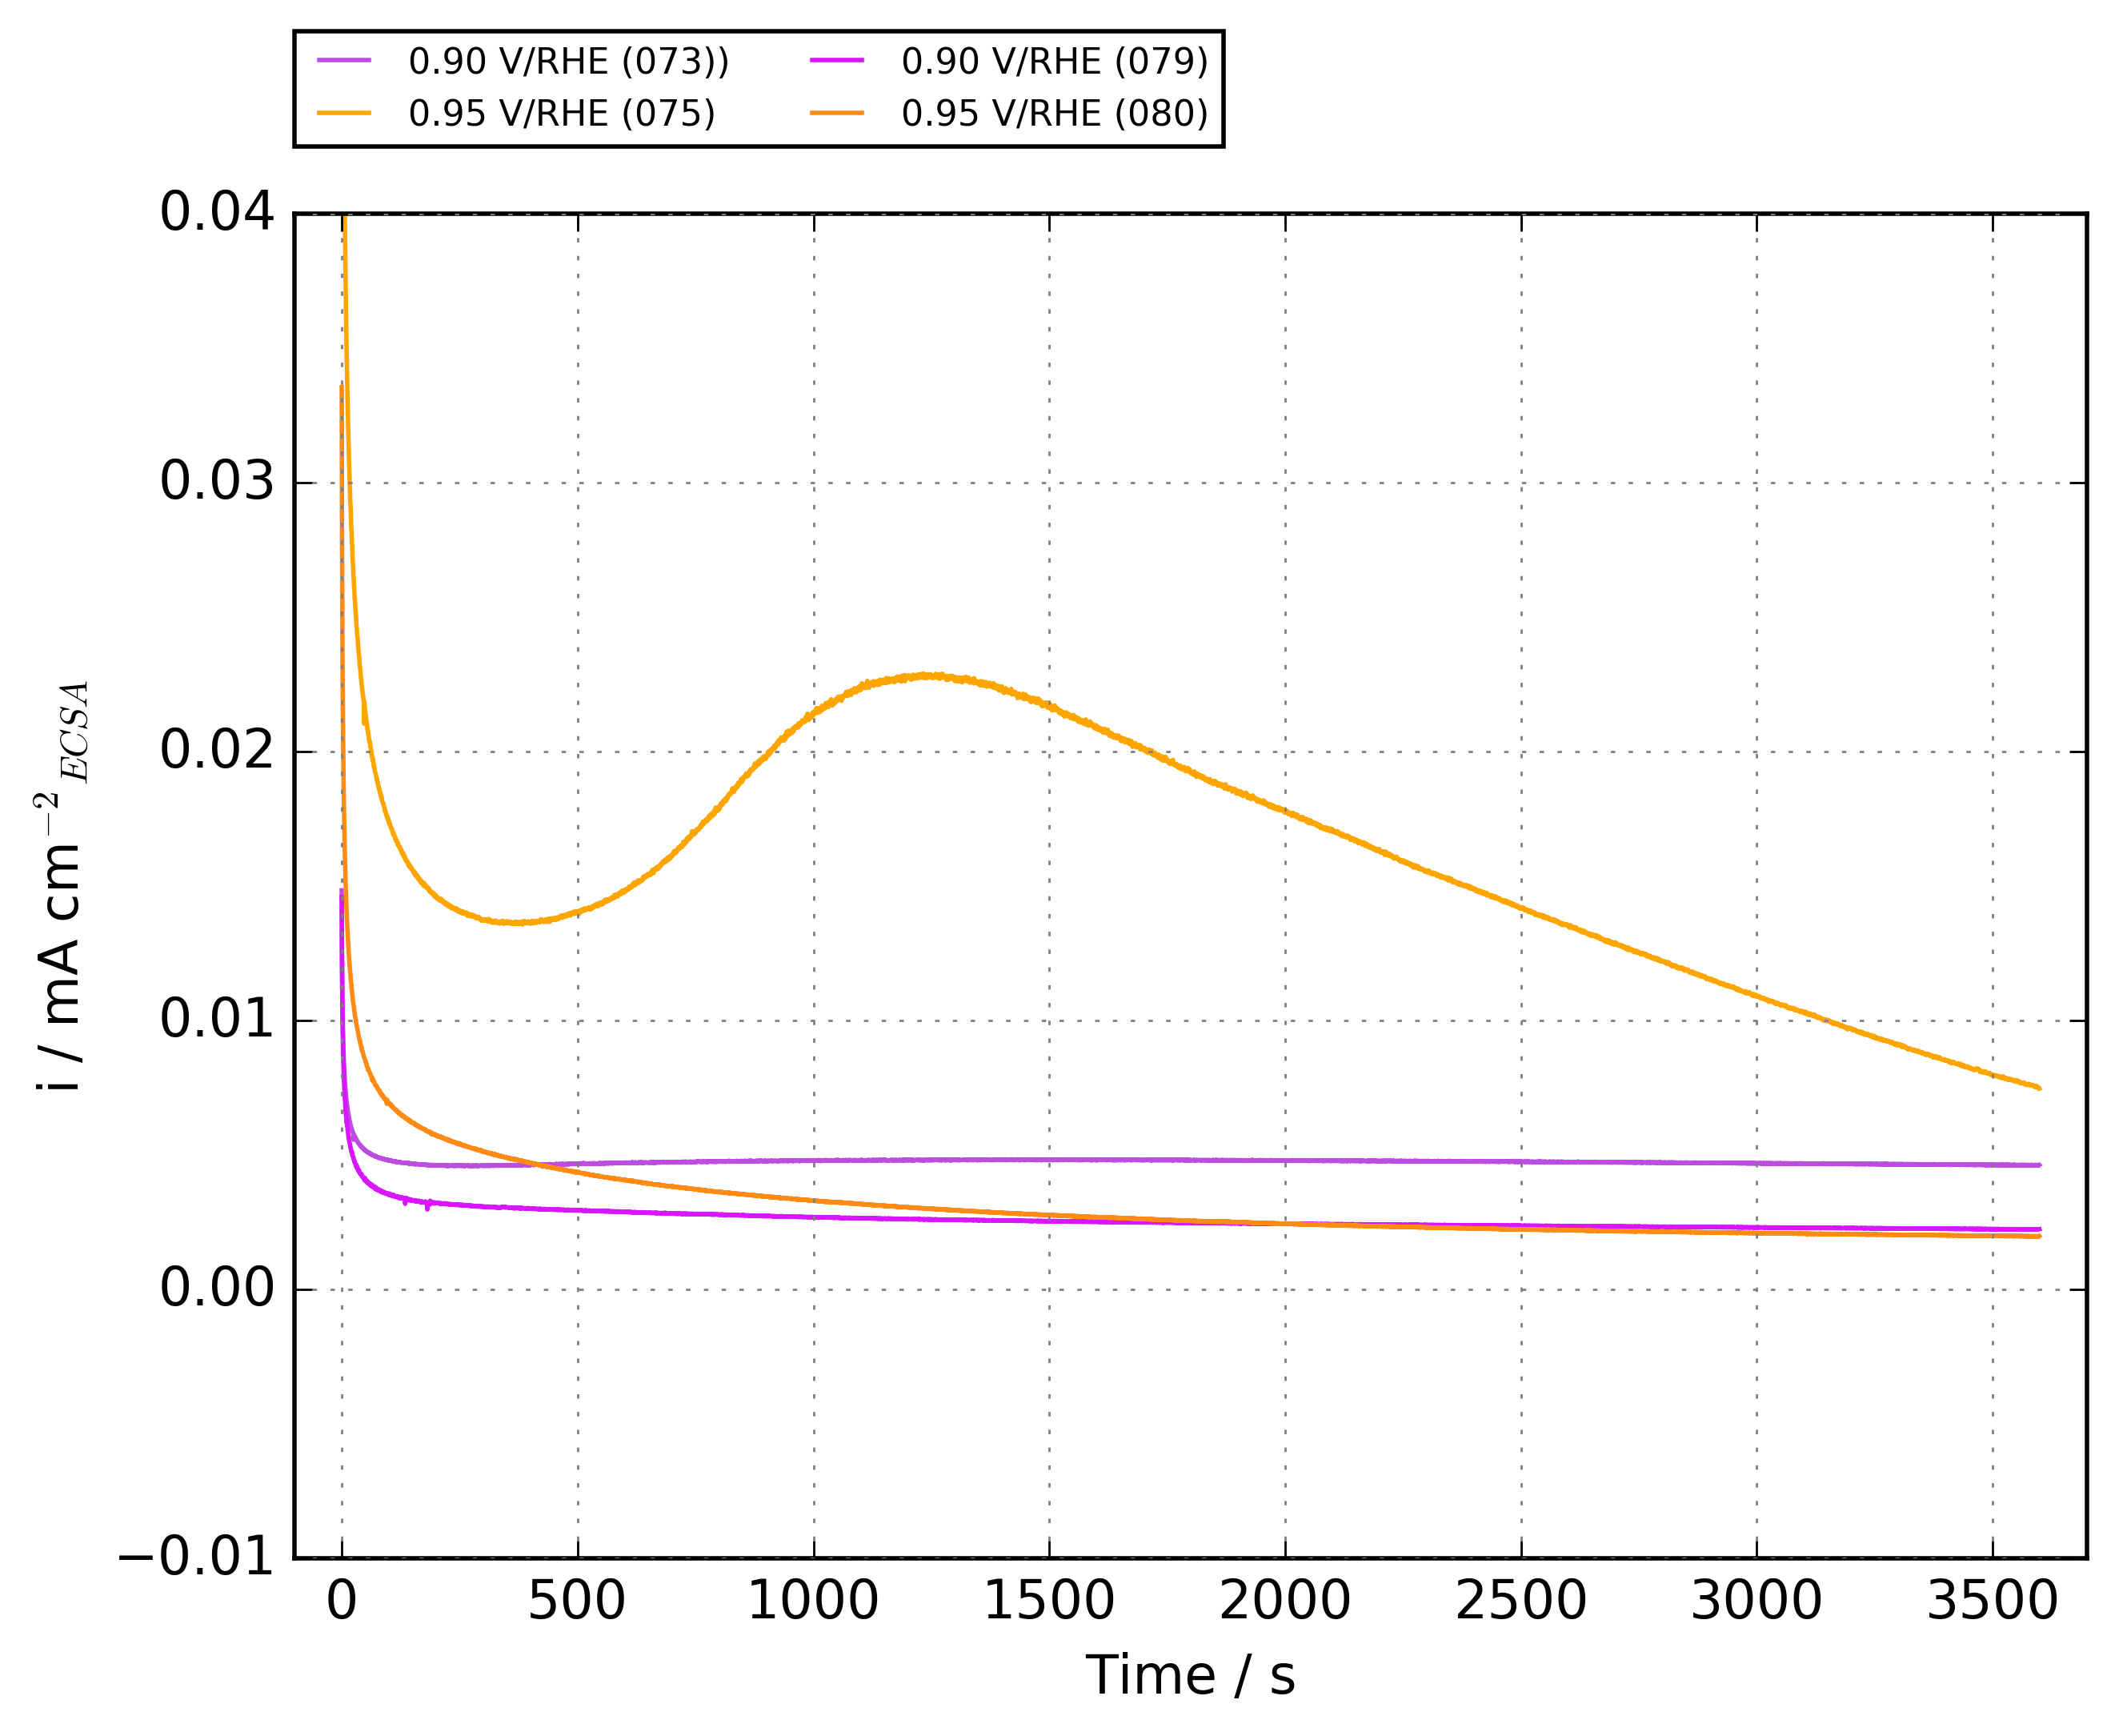 0.90 V/RHE (073)) 0.90 V/RHE (079)
0.95 V/RHE (075) 0.95 V/RHE (080)
0.04
0.03
0.02
0.01
0.00
−0.01
i / mA cm⁻²ECSA
0 500 1000 1500 2000 2500 3000 3500
Time / s